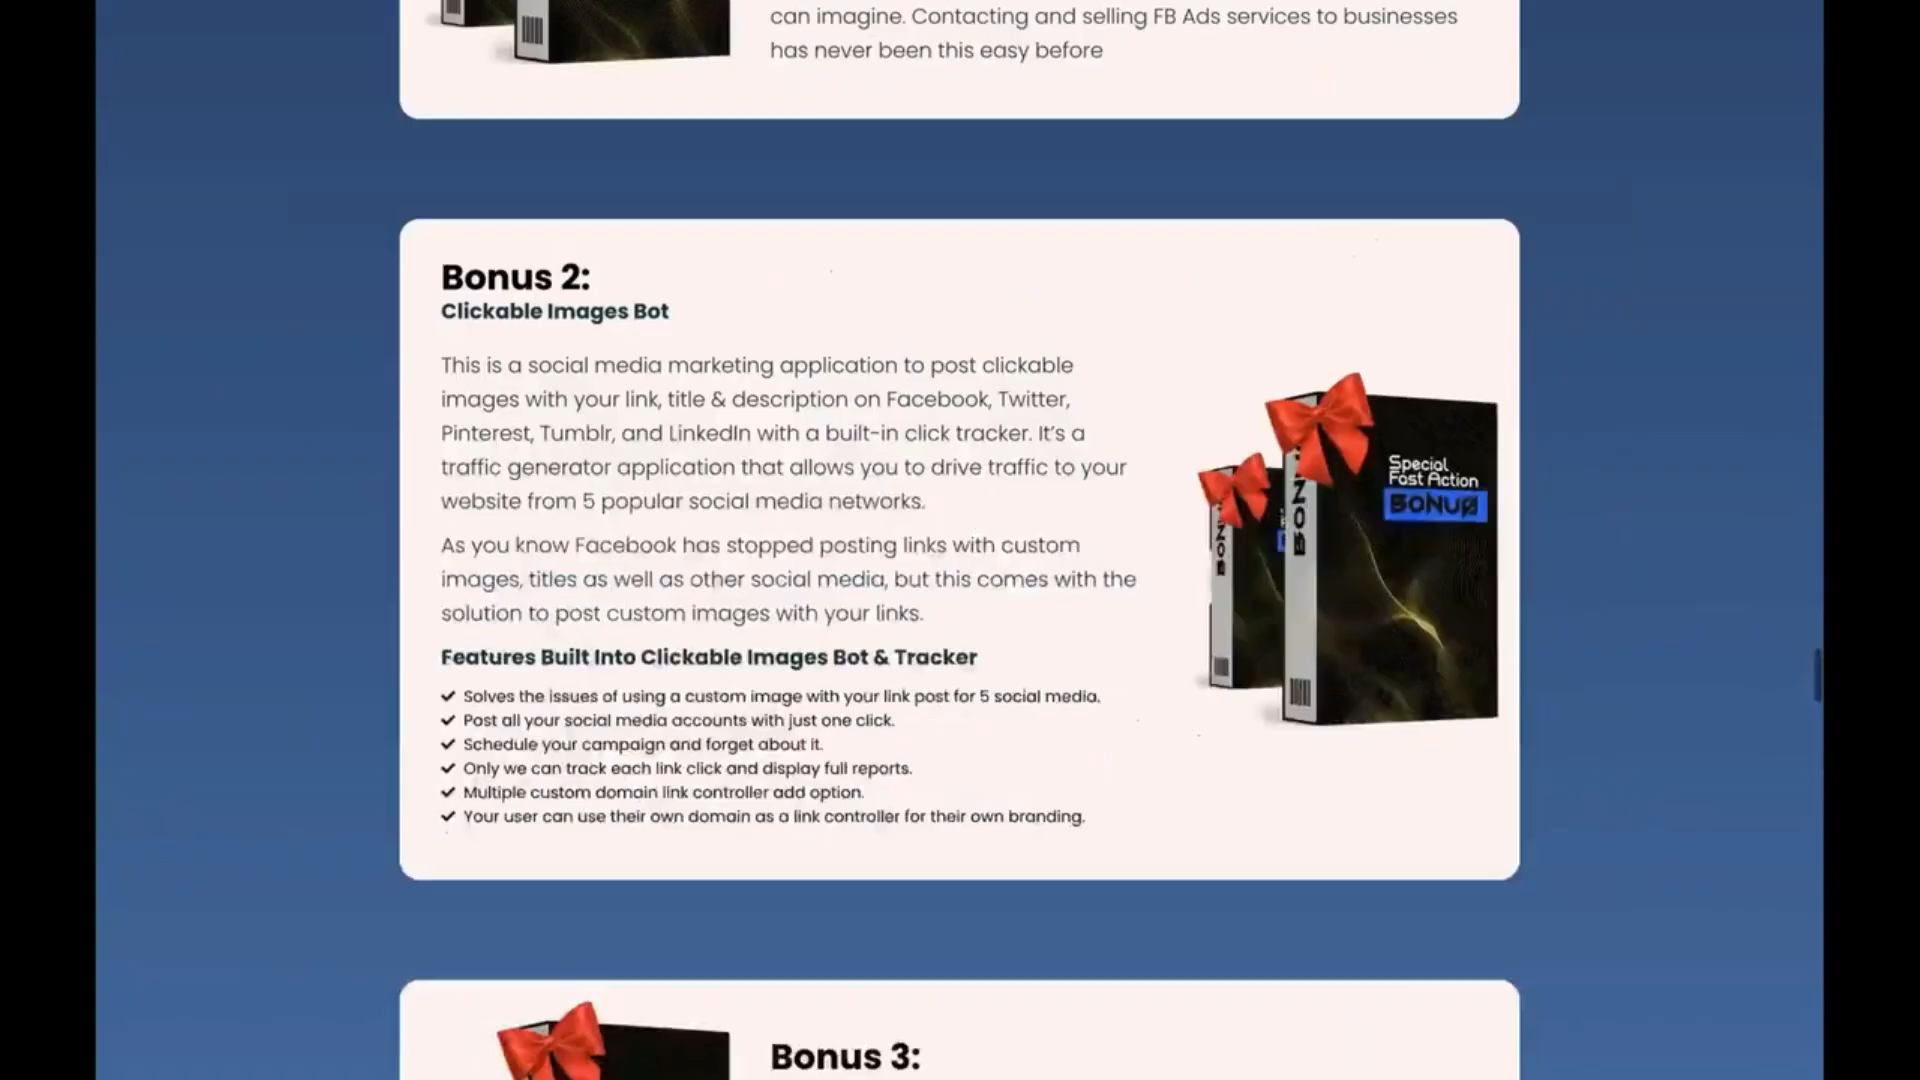 can imagine. Contacting and selling FB Ads services to businesses
has never been this easy before
Bonus 2:
Clickable Images Bot
This is a social media marketing application to post clickable
images with your link, title & description on Facebook, Twitter,
Pinterest, Tumblr, and LinkedIn with a built-in click tracker. It's a
traffic generator application that allows you to drive traffic to your
website from 5 popular social media networks.
As you know Facebook has stopped posting links with custom
images, titles as well as other social media, but this comes with the
solution to post custom images with your links.
Features Built Into Clickable Images Bot & Tracker
✔ Solves the issues of using a custom image with your link post for 5 social media.
✔ Post all your social media accounts with just one click.
✔ Schedule your campaign and forget about it.
✔ Only we can track each link click and display full reports.
✔ Multiple custom domain link controller add option.
✔ Your user can use their own domain as a link controller for their own branding.
Special
Fast Action
BONUS
Bonus 3: